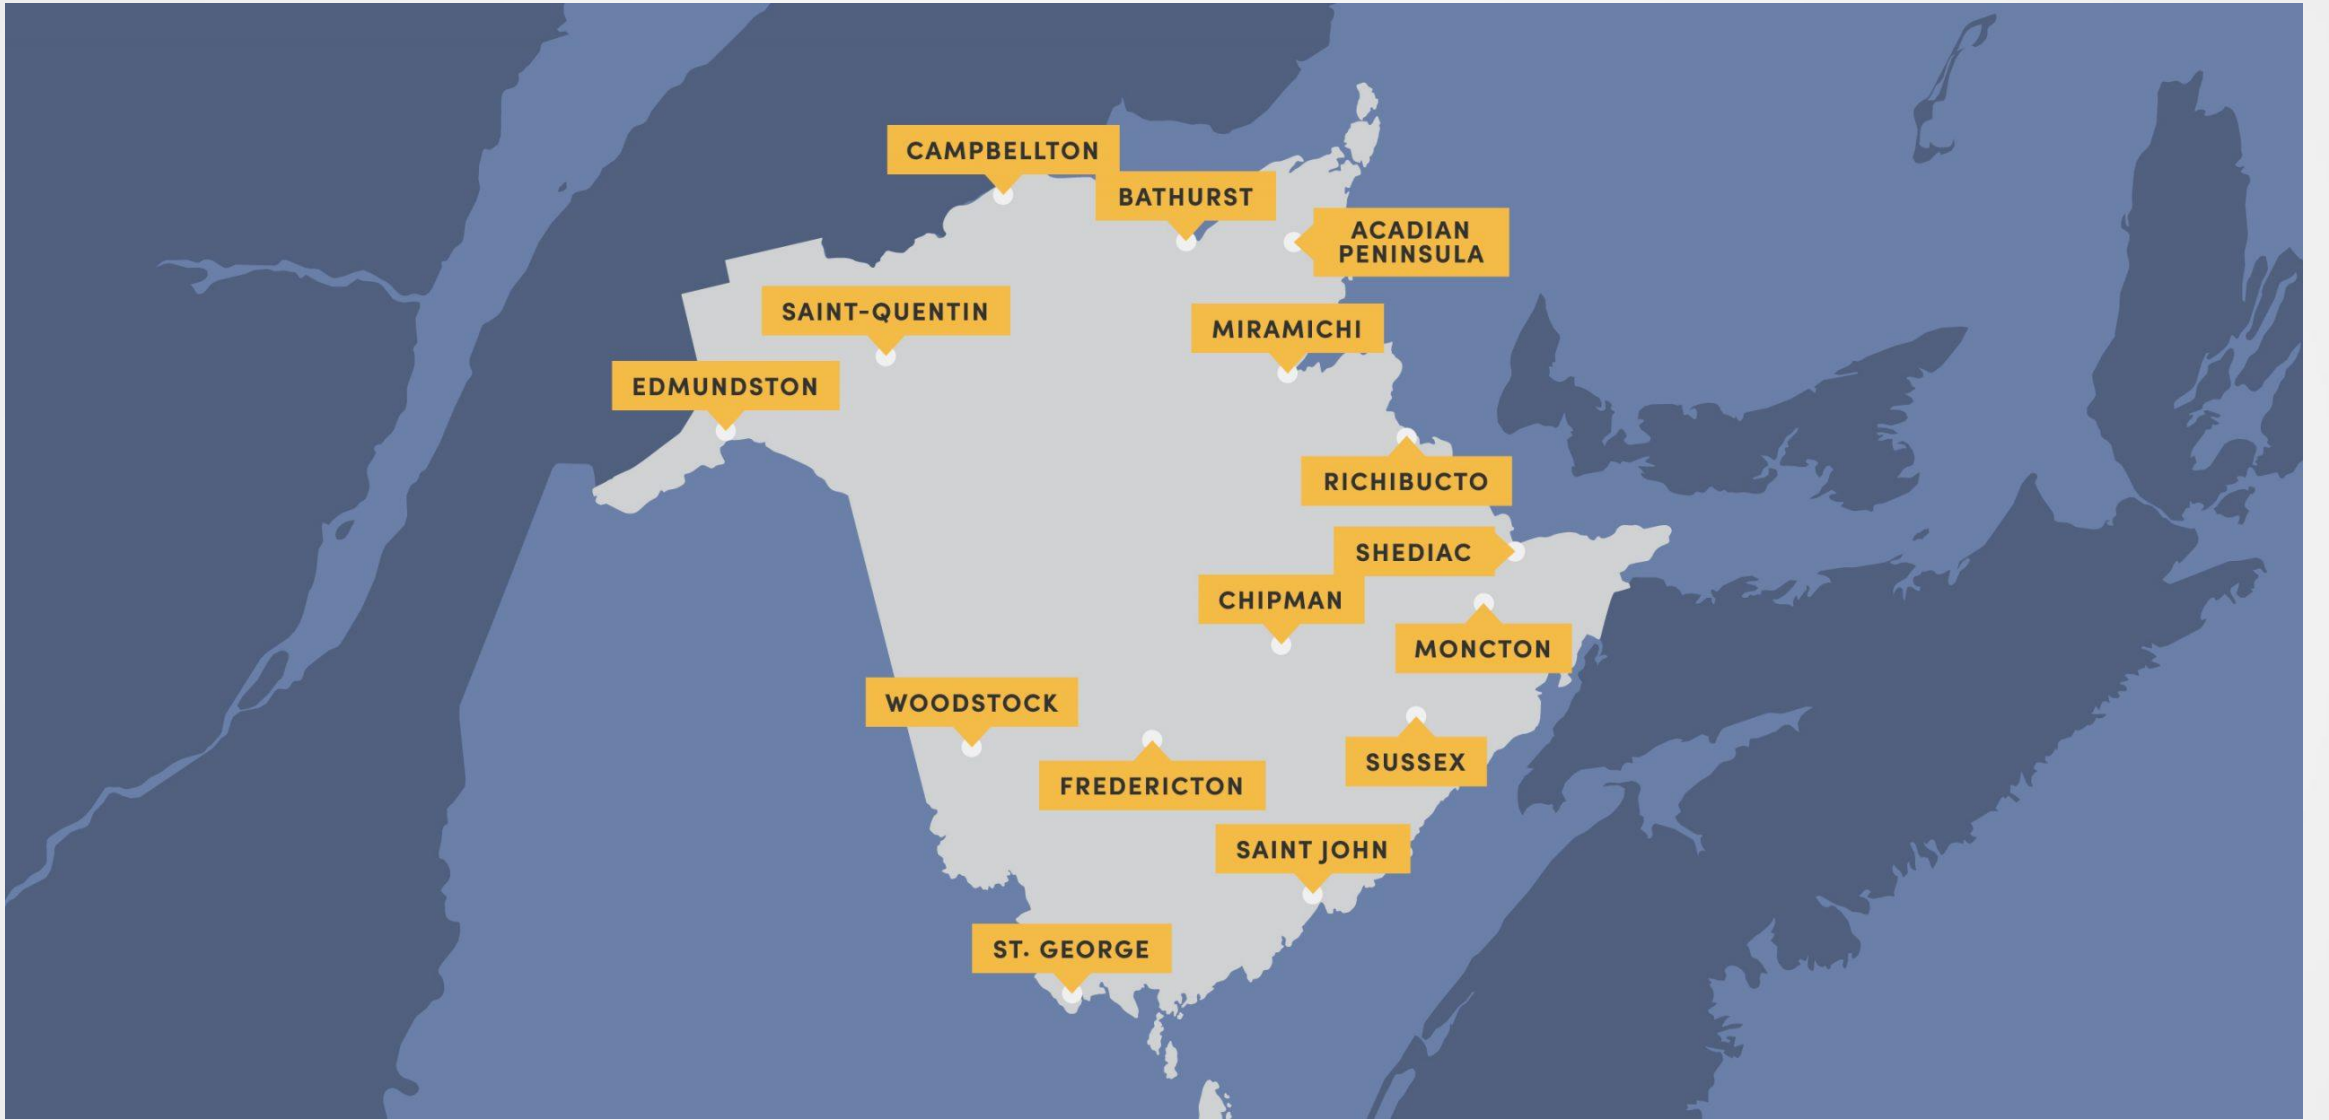 CAMPBELLTON
BATHURST
ACADIAN
PENINSULA
SAINT-QUENTIN
MIRAMICHI
EDMUNDSTON
RICHIBUCTO
SHEDIAC
CHIPMAN
MONCTON
WOODSTOCK
SUSSEX
FREDERICTON
SAINT JOHN
ST. GEORGE